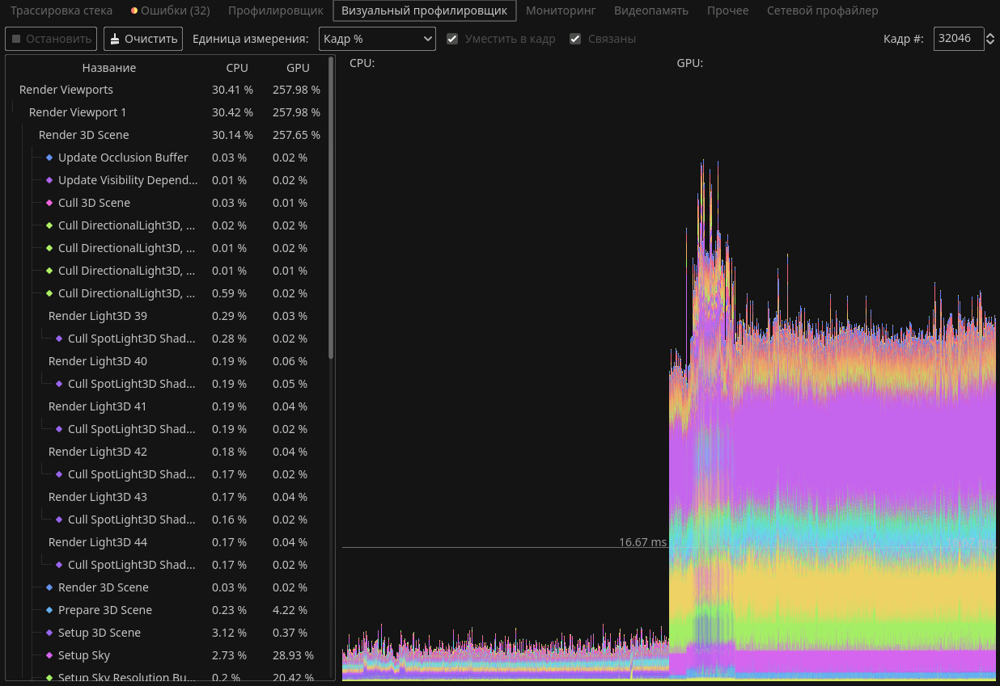 Трассировка стека Ошибки (32) Профилировщик Визуальный профилировщик Мониторинг Видеопамять Прочее Сетевой профайлер
Остановить Очистить Единица измерения: Кадр % Уместить в кадр Связаны Кадр #: 32046
Название CPU GPU
Render Viewports 30.41 % 257.98 %
Render Viewport 1 30.42 % 257.98 %
Render 3D Scene 30.14 % 257.65 %
Update Occlusion Buffer 0.03 % 0.02 %
Update Visibility Depend... 0.01 % 0.02 %
Cull 3D Scene 0.03 % 0.01 %
Cull DirectionalLight3D, ... 0.02 % 0.02 %
Cull DirectionalLight3D, ... 0.01 % 0.02 %
Cull DirectionalLight3D, ... 0.01 % 0.01 %
Cull DirectionalLight3D, ... 0.59 % 0.02 %
Render Light3D 39 0.29 % 0.03 %
Cull SpotLight3D Shad... 0.28 % 0.02 %
Render Light3D 40 0.19 % 0.06 %
Cull SpotLight3D Shad... 0.19 % 0.05 %
Render Light3D 41 0.19 % 0.04 %
Cull SpotLight3D Shad... 0.19 % 0.02 %
Render Light3D 42 0.18 % 0.04 %
Cull SpotLight3D Shad... 0.17 % 0.02 %
Render Light3D 43 0.17 % 0.04 %
Cull SpotLight3D Shad... 0.16 % 0.02 %
Render Light3D 44 0.17 % 0.04 %
Cull SpotLight3D Shad... 0.17 % 0.02 %
Render 3D Scene 0.03 % 0.02 %
Prepare 3D Scene 0.23 % 4.22 %
Setup 3D Scene 3.12 % 0.37 %
Setup Sky 2.73 % 28.93 %
Setup Sky Resolution Bu... 0.2 % 20.42 %
CPU: GPU:
16.67 ms 16.67 ms